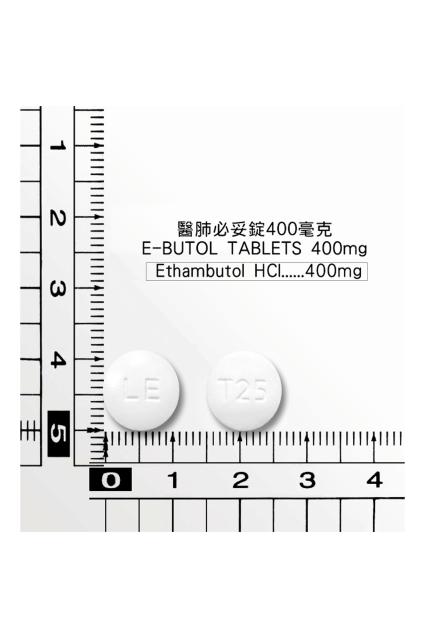 醫肺必妥錠400毫克
E-BUTOL TABLETS 400mg
Ethambutol HCl......400mg
1
2
3
4
5
LE
T25
0
1
2
3
4